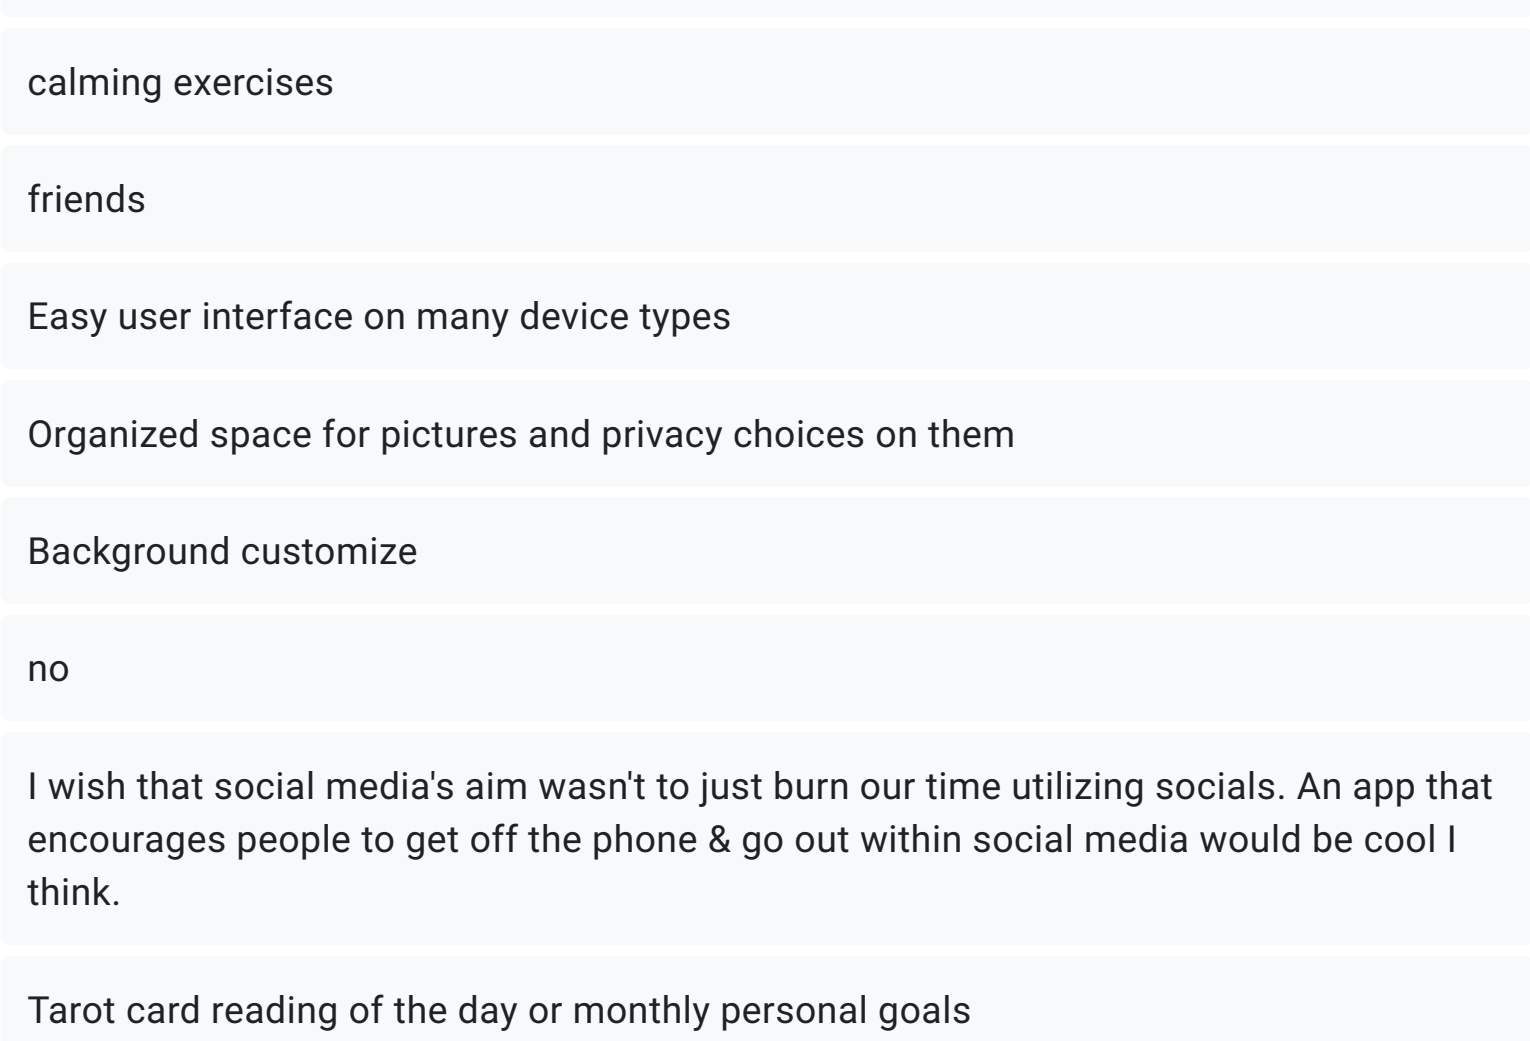 calming exercises
friends
Easy user interface on many device types
Organized space for pictures and privacy choices on them
Background customize
no
I wish that social media's aim wasn't to just burn our time utilizing socials. An app that
encourages people to get off the phone & go out within social media would be cool I
think.
Tarot card reading of the day or monthly personal goals